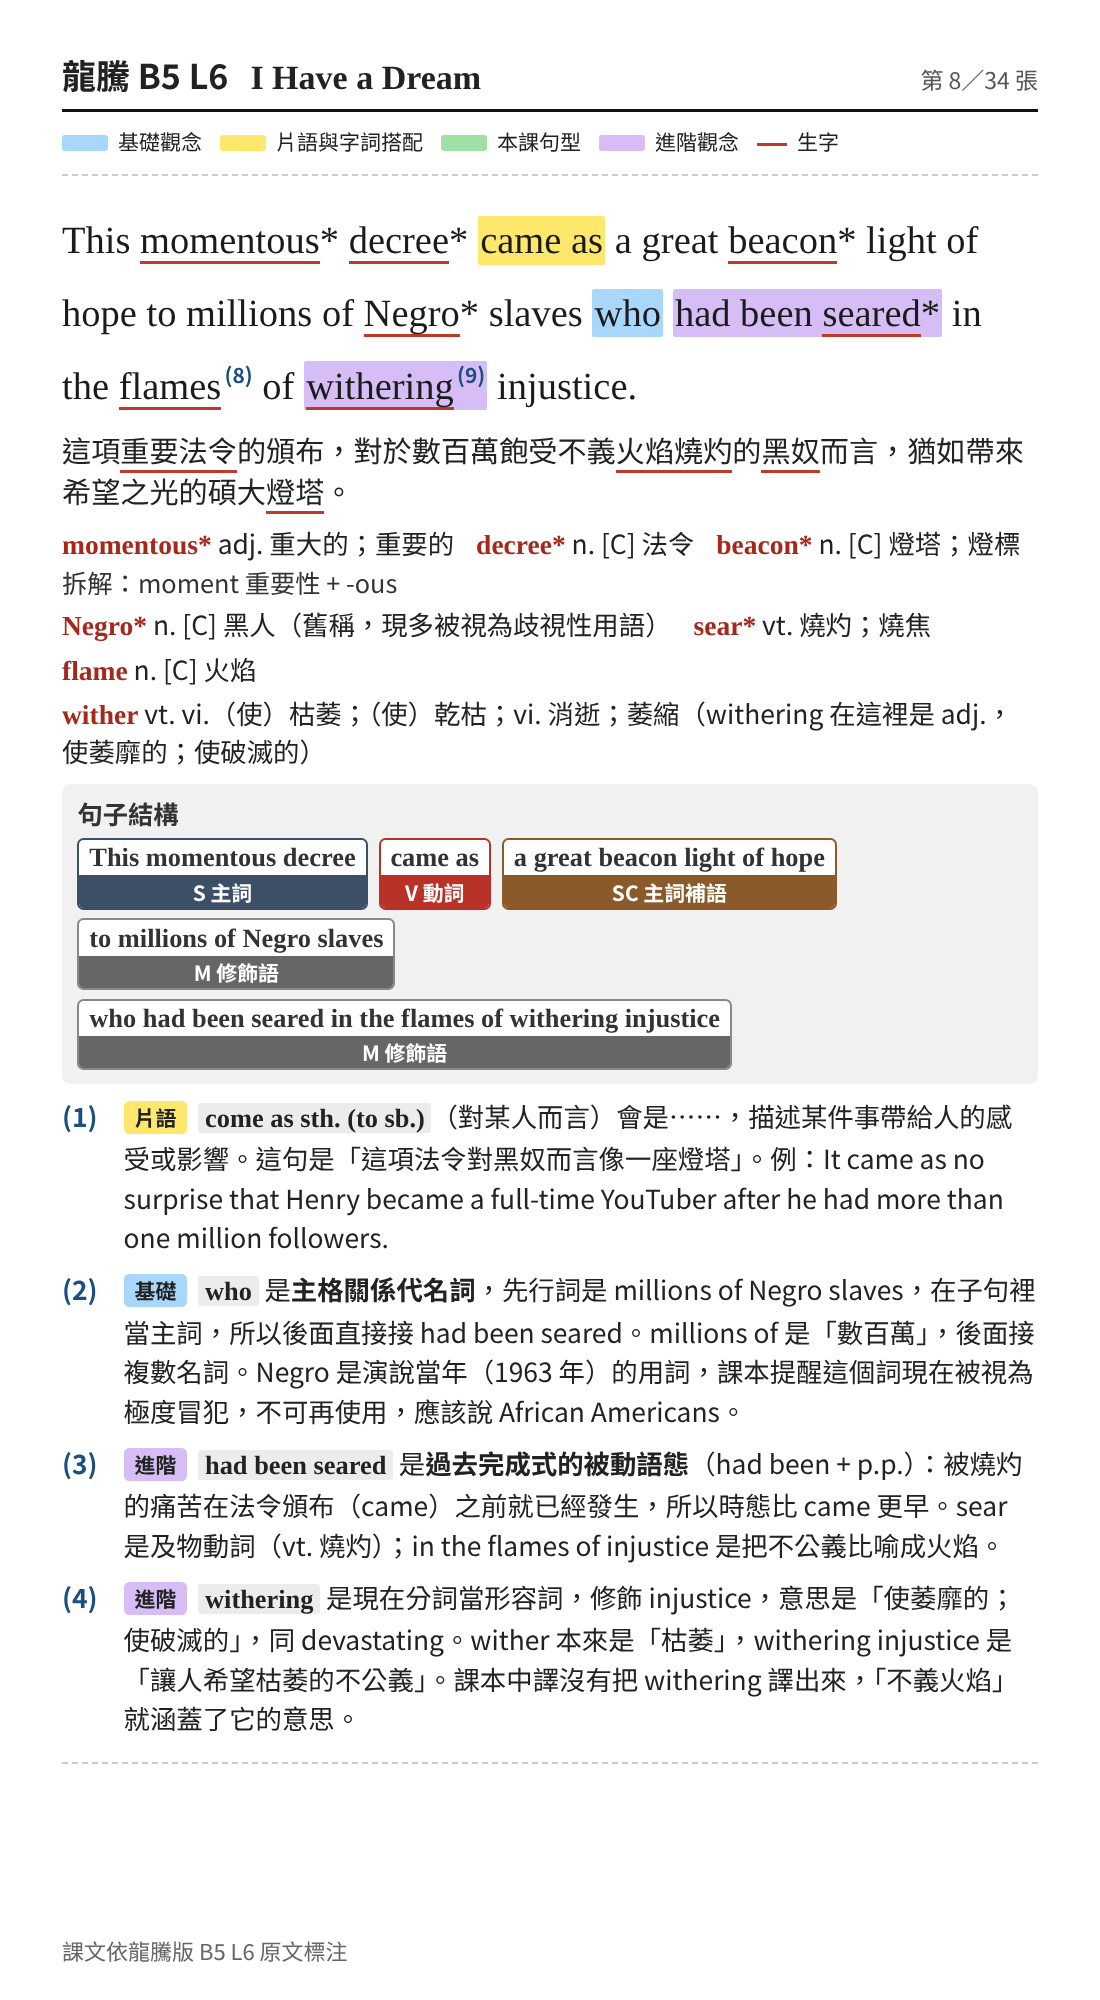 龍騰 B5 L6 I Have a Dream 第 8／34 張
基礎觀念 片語與字詞搭配 本課句型 進階觀念 生字
This momentous* decree* came as a great beacon* light of
hope to millions of Negro* slaves who had been seared* in
the flames(8) of withering(9) injustice.
這項重要法令的頒布，對於數百萬飽受不義火焰燒灼的黑奴而言，猶如帶來
希望之光的碩大燈塔。
momentous* adj. 重大的；重要的 decree* n. [C] 法令 beacon* n. [C] 燈塔；燈標
拆解：moment 重要性 + -ous
Negro* n. [C] 黑人（舊稱，現多被視為歧視性用語） sear* vt. 燒灼；燒焦
flame n. [C] 火焰
wither vt. vi.（使）枯萎；（使）乾枯；vi. 消逝；萎縮（withering 在這裡是 adj.，
使萎靡的；使破滅的）
句子結構
This momentous decree came as a great beacon light of hope
S 主詞 V 動詞 SC 主詞補語
to millions of Negro slaves
M 修飾語
who had been seared in the flames of withering injustice
M 修飾語
(1) 片語 come as sth. (to sb.)（對某人而言）會是⋯⋯，描述某件事帶給人的感
受或影響。這句是「這項法令對黑奴而言像一座燈塔」。例：It came as no
surprise that Henry became a full-time YouTuber after he had more than
one million followers.
(2) 基礎 who 是主格關係代名詞，先行詞是 millions of Negro slaves，在子句裡
當主詞，所以後面直接接 had been seared。millions of 是「數百萬」，後面接
複數名詞。Negro 是演說當年（1963 年）的用詞，課本提醒這個詞現在被視為
極度冒犯，不可再使用，應該說 African Americans。
(3) 進階 had been seared 是過去完成式的被動語態（had been + p.p.）：被燒灼
的痛苦在法令頒布（came）之前就已經發生，所以時態比 came 更早。sear
是及物動詞（vt. 燒灼）；in the flames of injustice 是把不公義比喻成火焰。
(4) 進階 withering 是現在分詞當形容詞，修飾 injustice，意思是「使萎靡的；
使破滅的」，同 devastating。wither 本來是「枯萎」，withering injustice 是
「讓人希望枯萎的不公義」。課本中譯沒有把 withering 譯出來，「不義火焰」
就涵蓋了它的意思。
課文依龍騰版 B5 L6 原文標注